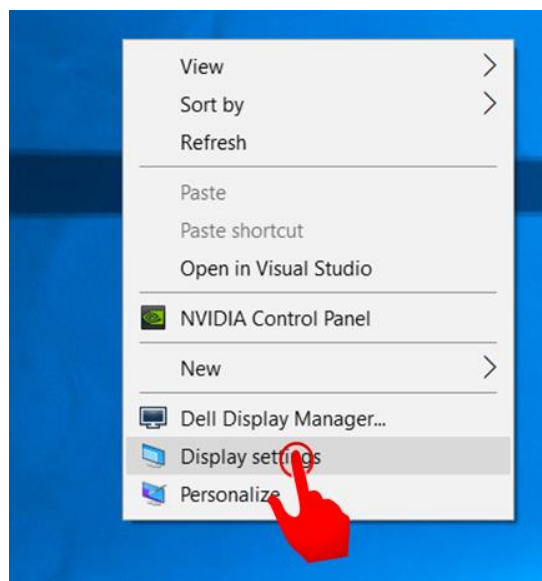 View
Sort by
Refresh
Paste
Paste shortcut
Open in Visual Studio
NVIDIA Control Panel
New
Dell Display Manager...
Display settings
Personalize